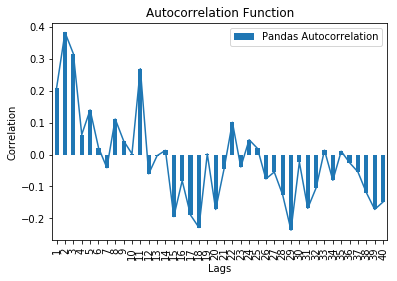 Autocorrelation Function
Pandas Autocorrelation
Correlation
0.4
0.3
0.2
0.1
0.0
−0.1
−0.2
1 2 3 4 5 6 7 8 9 10 11 12 13 14 15 16 17 18 19 20 21 22 23 24 25 26 27 28 29 30 31 32 33 34 35 36 37 38 39 40
Lags